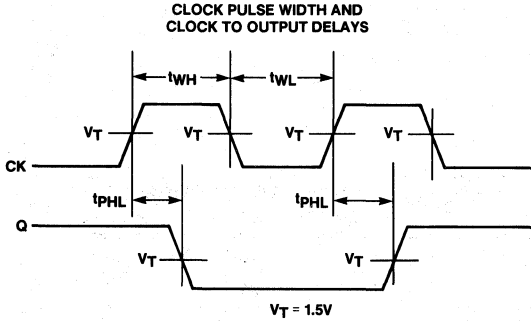 CLOCK PULSE WIDTH AND
CLOCK TO OUTPUT DELAYS
tWH tWL
VT VT VT VT
CK
tPHL tPHL
Q
VT VT
VT = 1.5V